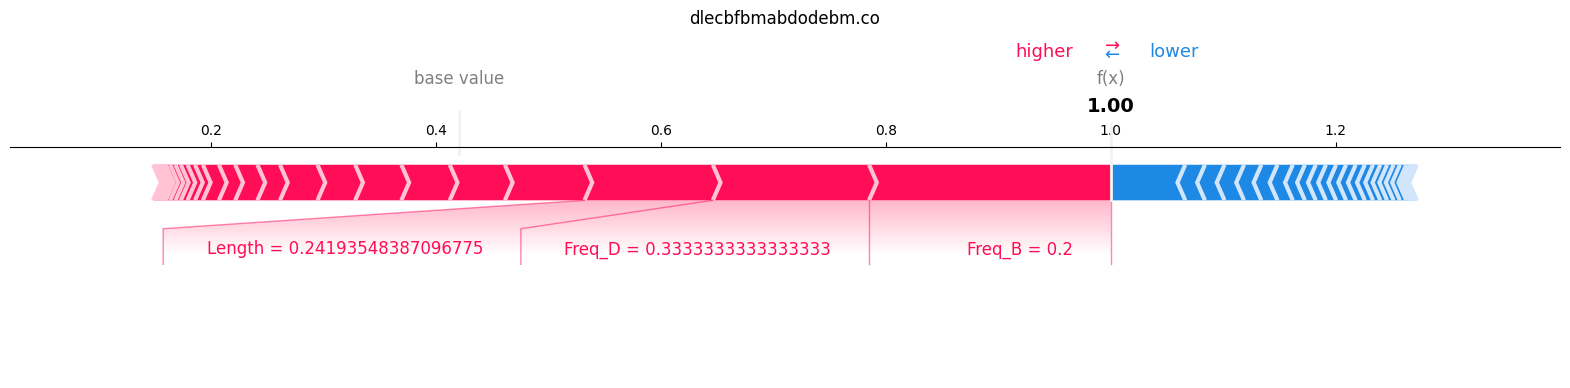 dlecbfbmabdodebm.co
higher ⇄ lower
base value f(x)
1.00
0.2 0.4 0.6 0.8 1.0 1.2
Length = 0.24193548387096775 Freq_D = 0.3333333333333333 Freq_B = 0.2